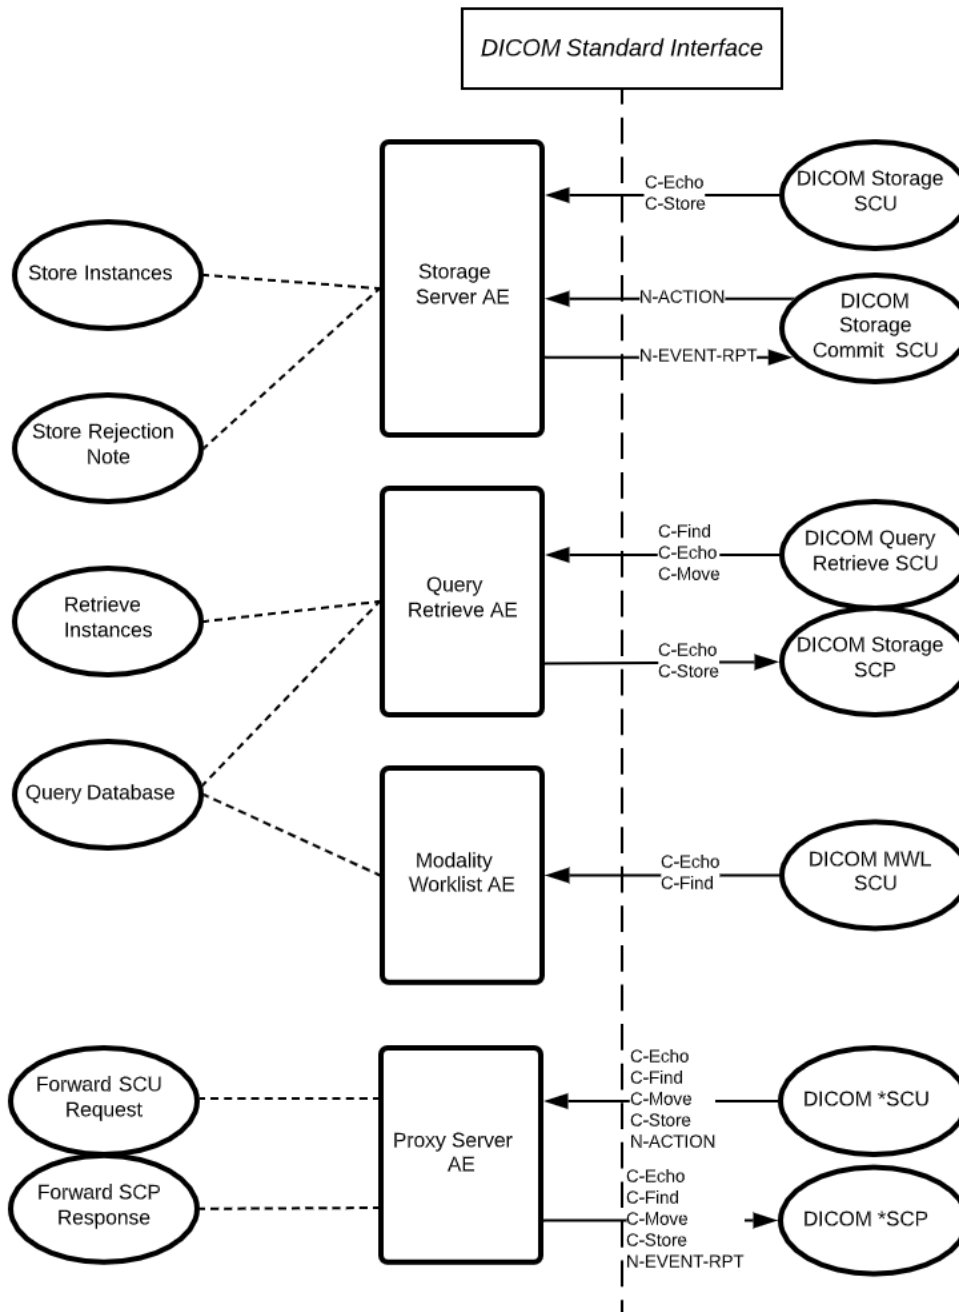 DICOM Standard Interface
C-Echo
C-Store
DICOM Storage
SCU
Store Instances
Storage
Server AE
N-ACTION
DICOM
Storage
Commit SCU
N-EVENT-RPT
Store Rejection
Note
C-Find
C-Echo
C-Move
DICOM Query
Retrieve SCU
Query
Retrieve AE
Retrieve
Instances
C-Echo
C-Store
DICOM Storage
SCP
Query Database
Modality
Worklist AE
C-Echo
C-Find
DICOM MWL
SCU
Forward SCU
Request
C-Echo
C-Find
C-Move
C-Store
N-ACTION
DICOM *SCU
Proxy Server
AE
Forward SCP
Response
C-Echo
C-Find
C-Move
C-Store
N-EVENT-RPT
DICOM *SCP